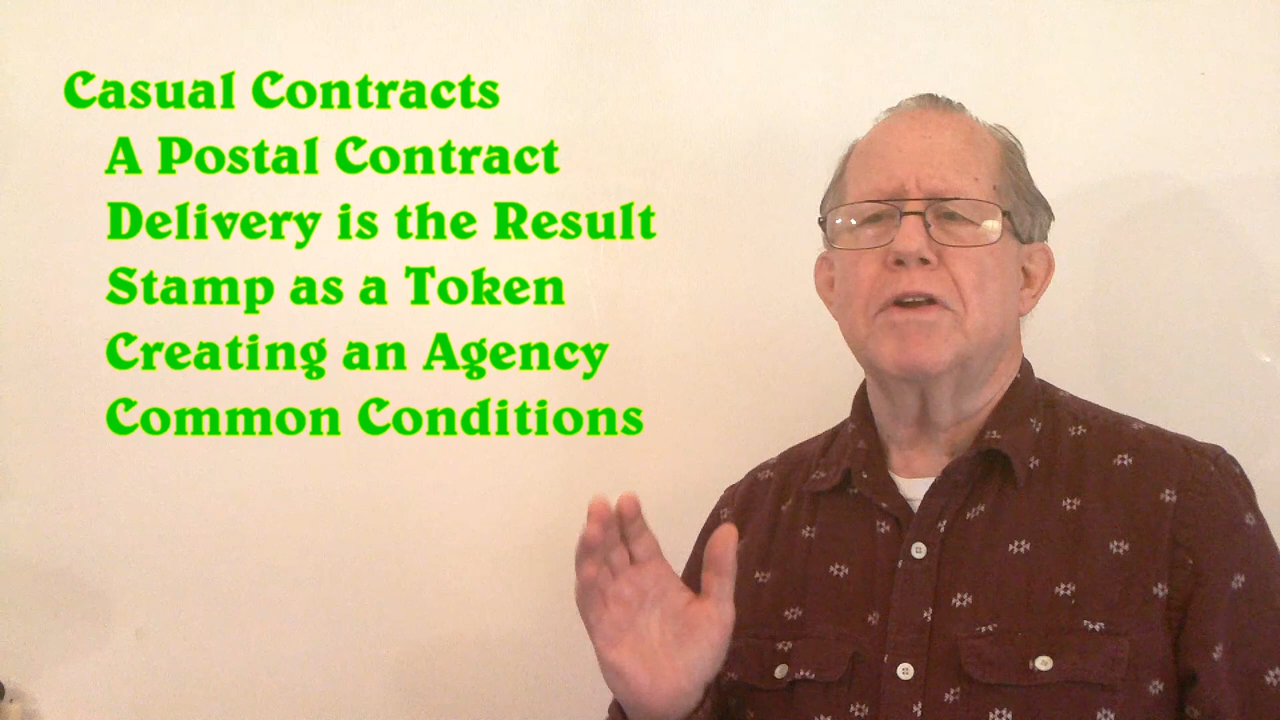 Casual Contracts
A Postal Contract
Delivery is the Result
Stamp as a Token
Creating an Agency
Common Conditions